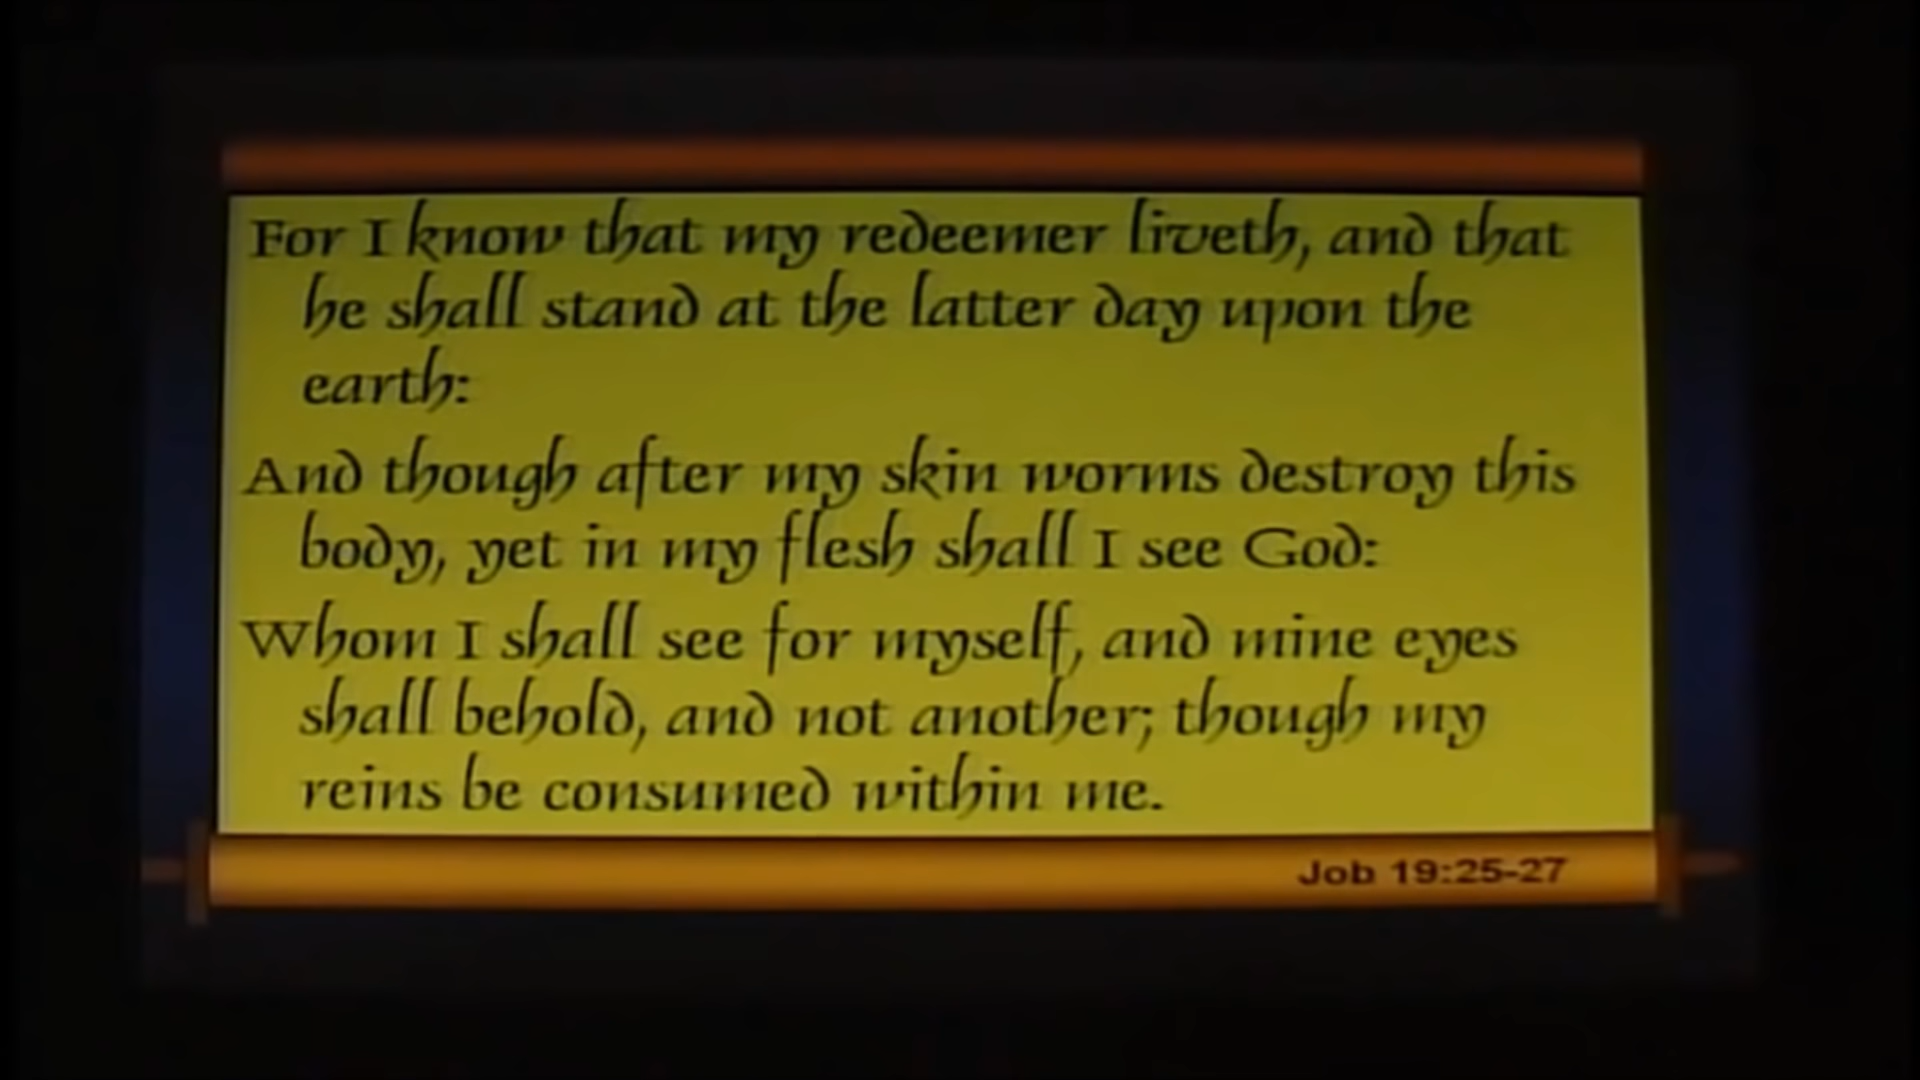 For I know that my redeemer liveth, and that
he shall stand at the latter day upon the
earth:
And though after my skin worms destroy this
body, yet in my flesh shall I see God:
Whom I shall see for myself, and mine eyes
shall behold, and not another; though my
reins be consumed within me.
Job 19:25-27